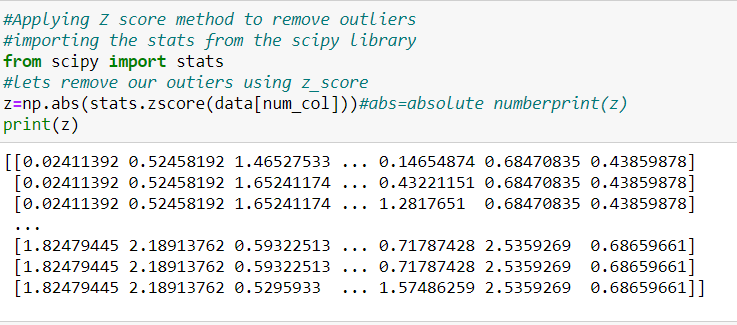 #Applying Z score method to remove outliers
#importing the stats from the scipy library
from scipy import stats
#lets remove our outiers using z_score
z=np.abs(stats.zscore(data[num_col]))#abs=absolute numberprint(z)
print(z)
[[0.02411392 0.52458192 1.46527533 ... 0.14654874 0.68470835 0.43859878]
 [0.02411392 0.52458192 1.65241174 ... 0.43221151 0.68470835 0.43859878]
 [0.02411392 0.52458192 1.65241174 ... 1.2817651  0.68470835 0.43859878]
 ...
 [1.82479445 2.18913762 0.59322513 ... 0.71787428 2.5359269  0.68659661]
 [1.82479445 2.18913762 0.59322513 ... 0.71787428 2.5359269  0.68659661]
 [1.82479445 2.18913762 0.5295933  ... 1.57486259 2.5359269  0.68659661]]